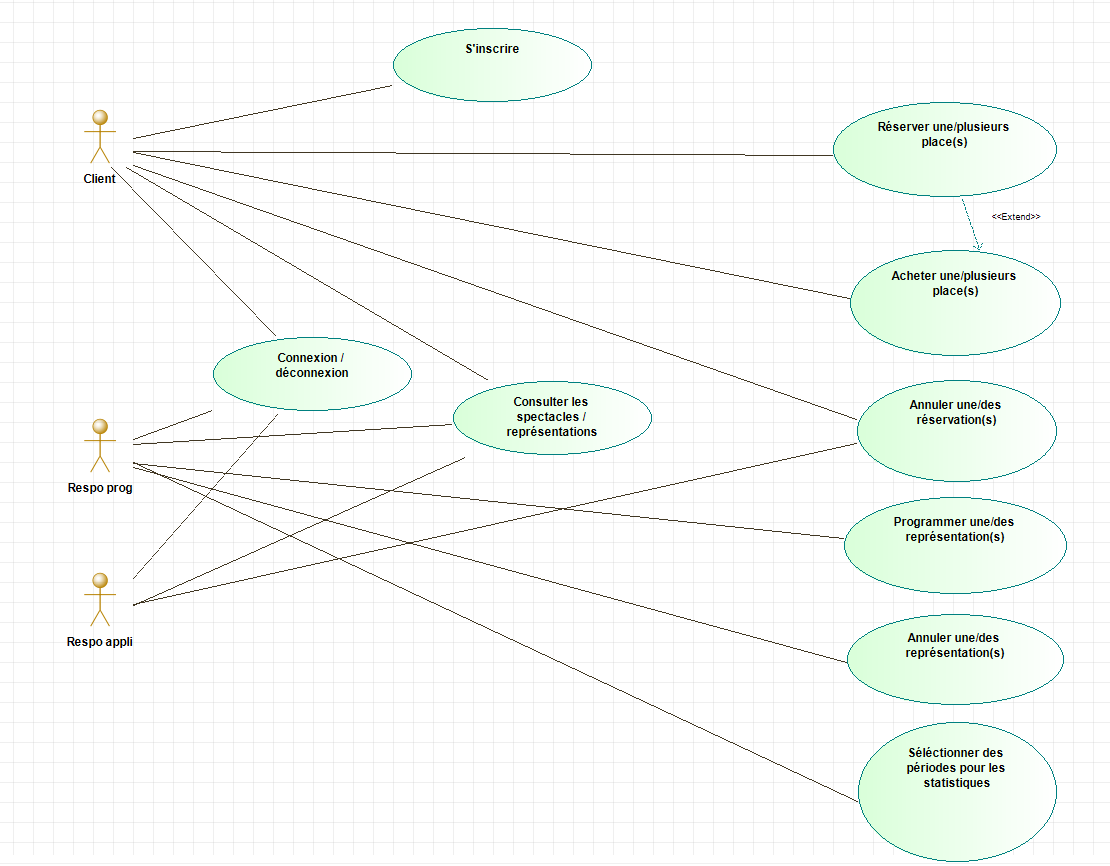 S'inscrire
Réserver une/plusieurs
place(s)
Client
<<Extend>>
Acheter une/plusieurs
place(s)
Connexion /
déconnexion
Consulter les
spectacles /
représentations
Annuler une/des
réservation(s)
Respo prog
Programmer une/des
représentation(s)
Respo appli
Annuler une/des
représentation(s)
Séléctionner des
périodes pour les
statistiques